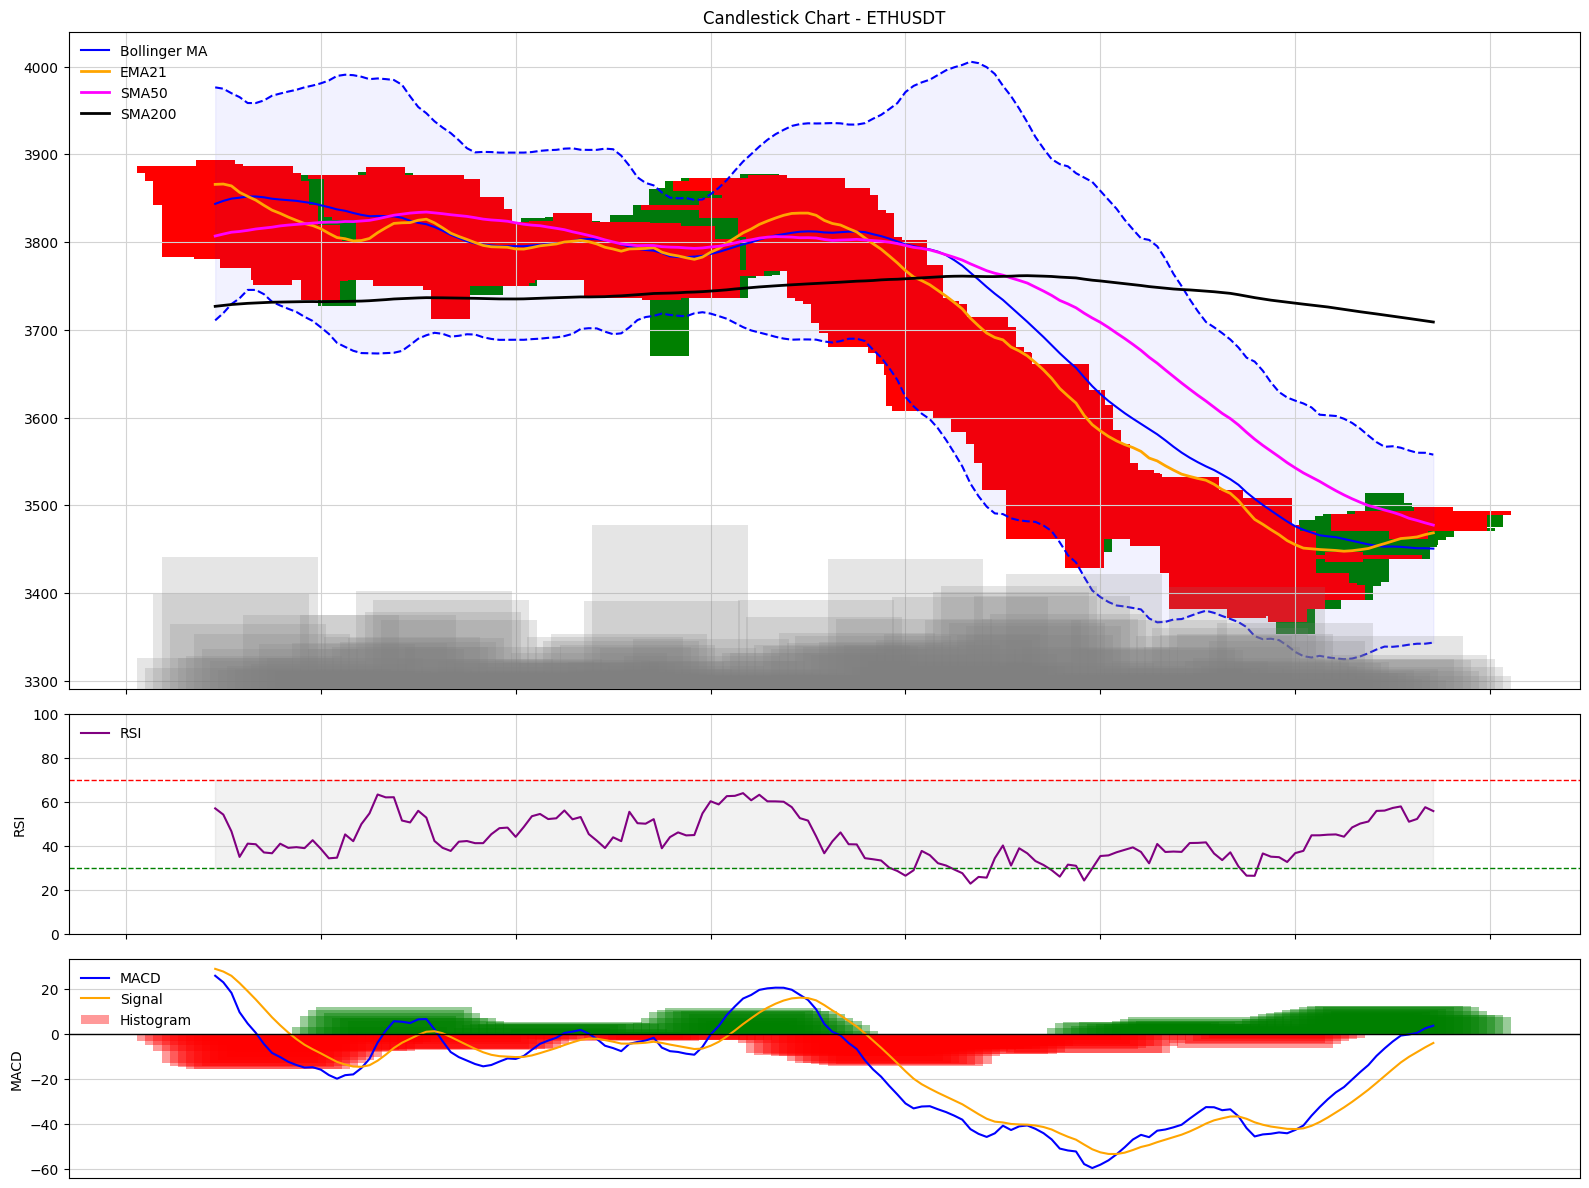 Candlestick Chart - ETHUSDT
Bollinger MA
EMA21
SMA50
SMA200
4000
3900
3800
3700
3600
3500
3400
3300
RSI
RSI
100
80
60
40
20
0
MACD
Signal
Histogram
MACD
20
0
−20
−40
−60